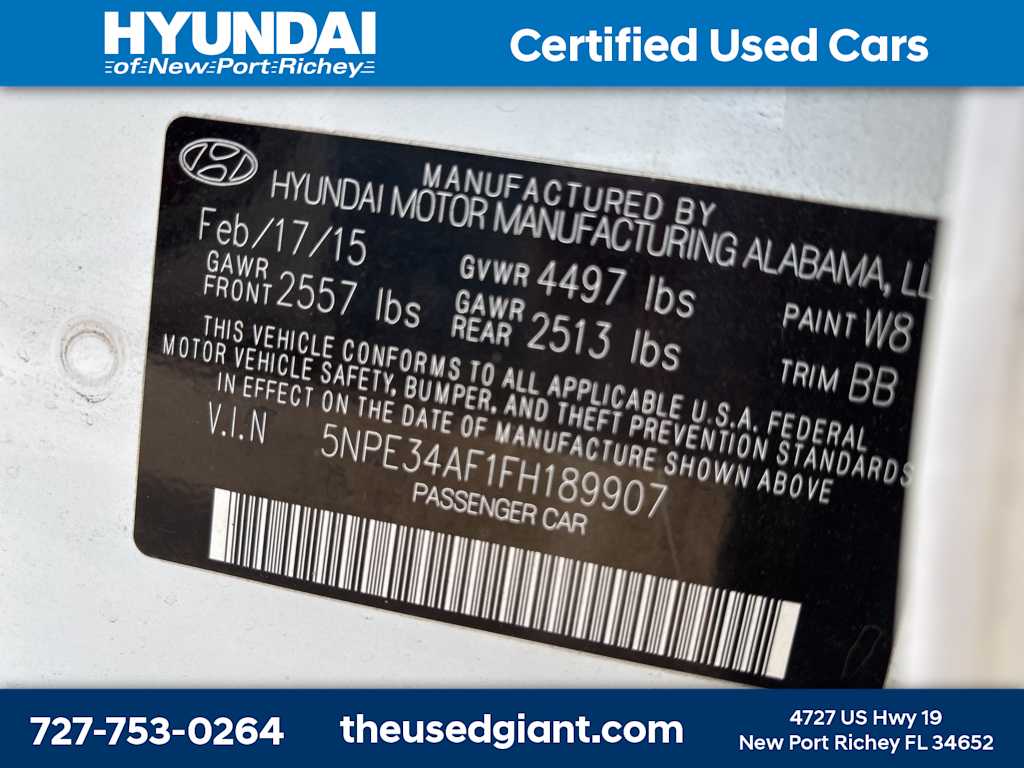 HYUNDAI
of New Port Richey
Certified Used Cars
MANUFACTURED BY
HYUNDAI MOTOR MANUFACTURING ALABAMA, LL
Feb/17/15
GVWR 4497 lbs
PAINT W8
GAWR FRONT 2557 lbs
GAWR REAR 2513 lbs
TRIM BB
THIS VEHICLE CONFORMS TO ALL APPLICABLE U.S.A. FEDERAL
MOTOR VEHICLE SAFETY, BUMPER, AND THEFT PREVENTION STANDARDS
IN EFFECT ON THE DATE OF MANUFACTURE SHOWN ABOVE
V.I.N 5NPE34AF1FH189907
PASSENGER CAR
727-753-0264
theusedgiant.com
4727 US Hwy 19
New Port Richey FL 34652